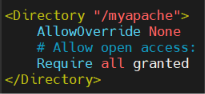 <Directory "/myapache">
AllowOverride None
# Allow open access:
Require all granted
</Directory>